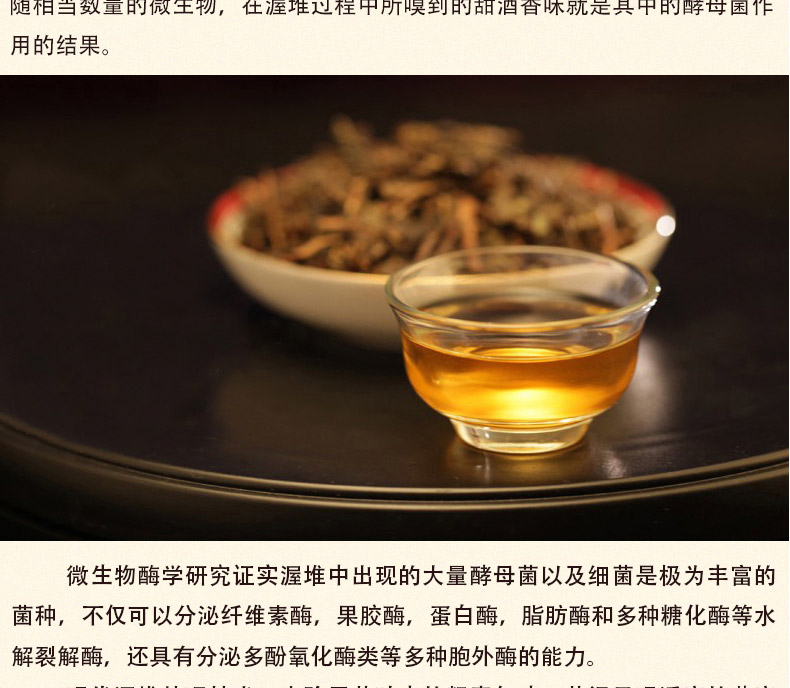 随相当数量的微生物，在渥堆过程中所嗅到的甜酒香味就是其中的酵母菌作
用的结果。
微生物酶学研究证实渥堆中出现的大量酵母菌以及细菌是极为丰富的
菌种，不仅可以分泌纤维素酶，果胶酶，蛋白酶，脂肪酶和多种糖化酶等水
解裂解酶，还具有分泌多酚氧化酶类等多种胞外酶的能力。